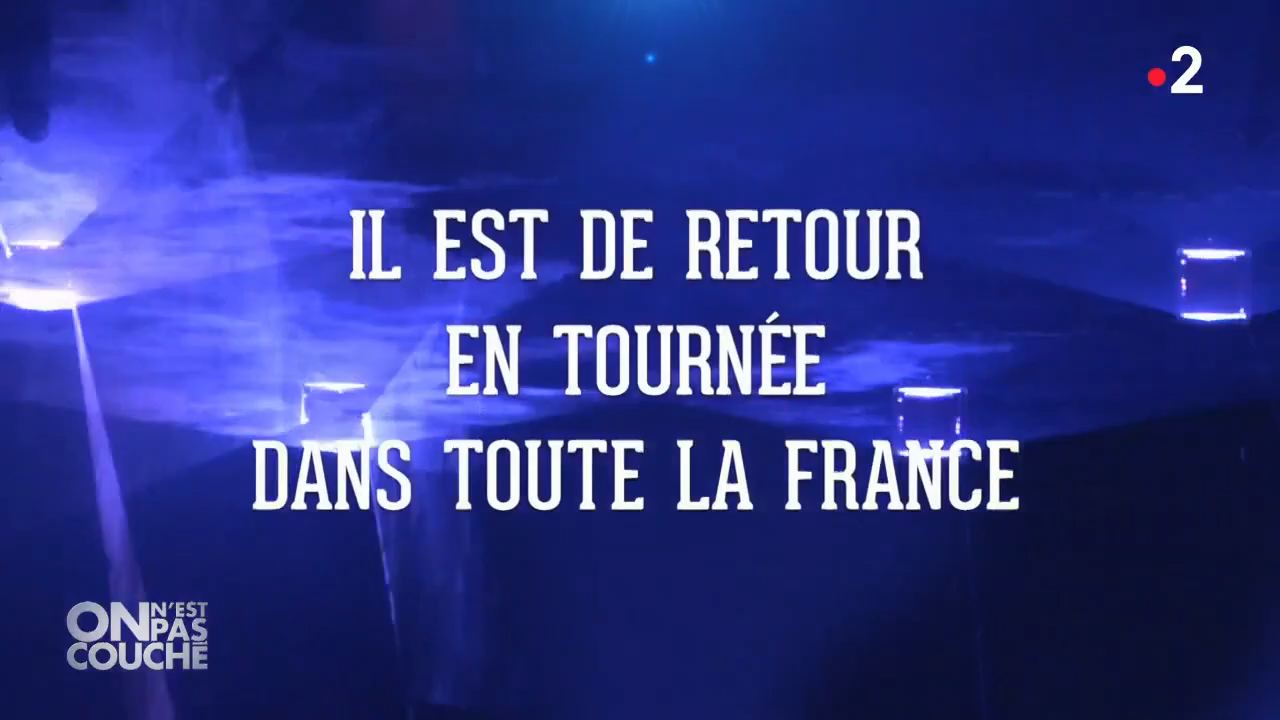 2
IL EST DE RETOUR
EN TOURNÉE
DANS TOUTE LA FRANCE
ON N'EST
PAS
COUCHÉ